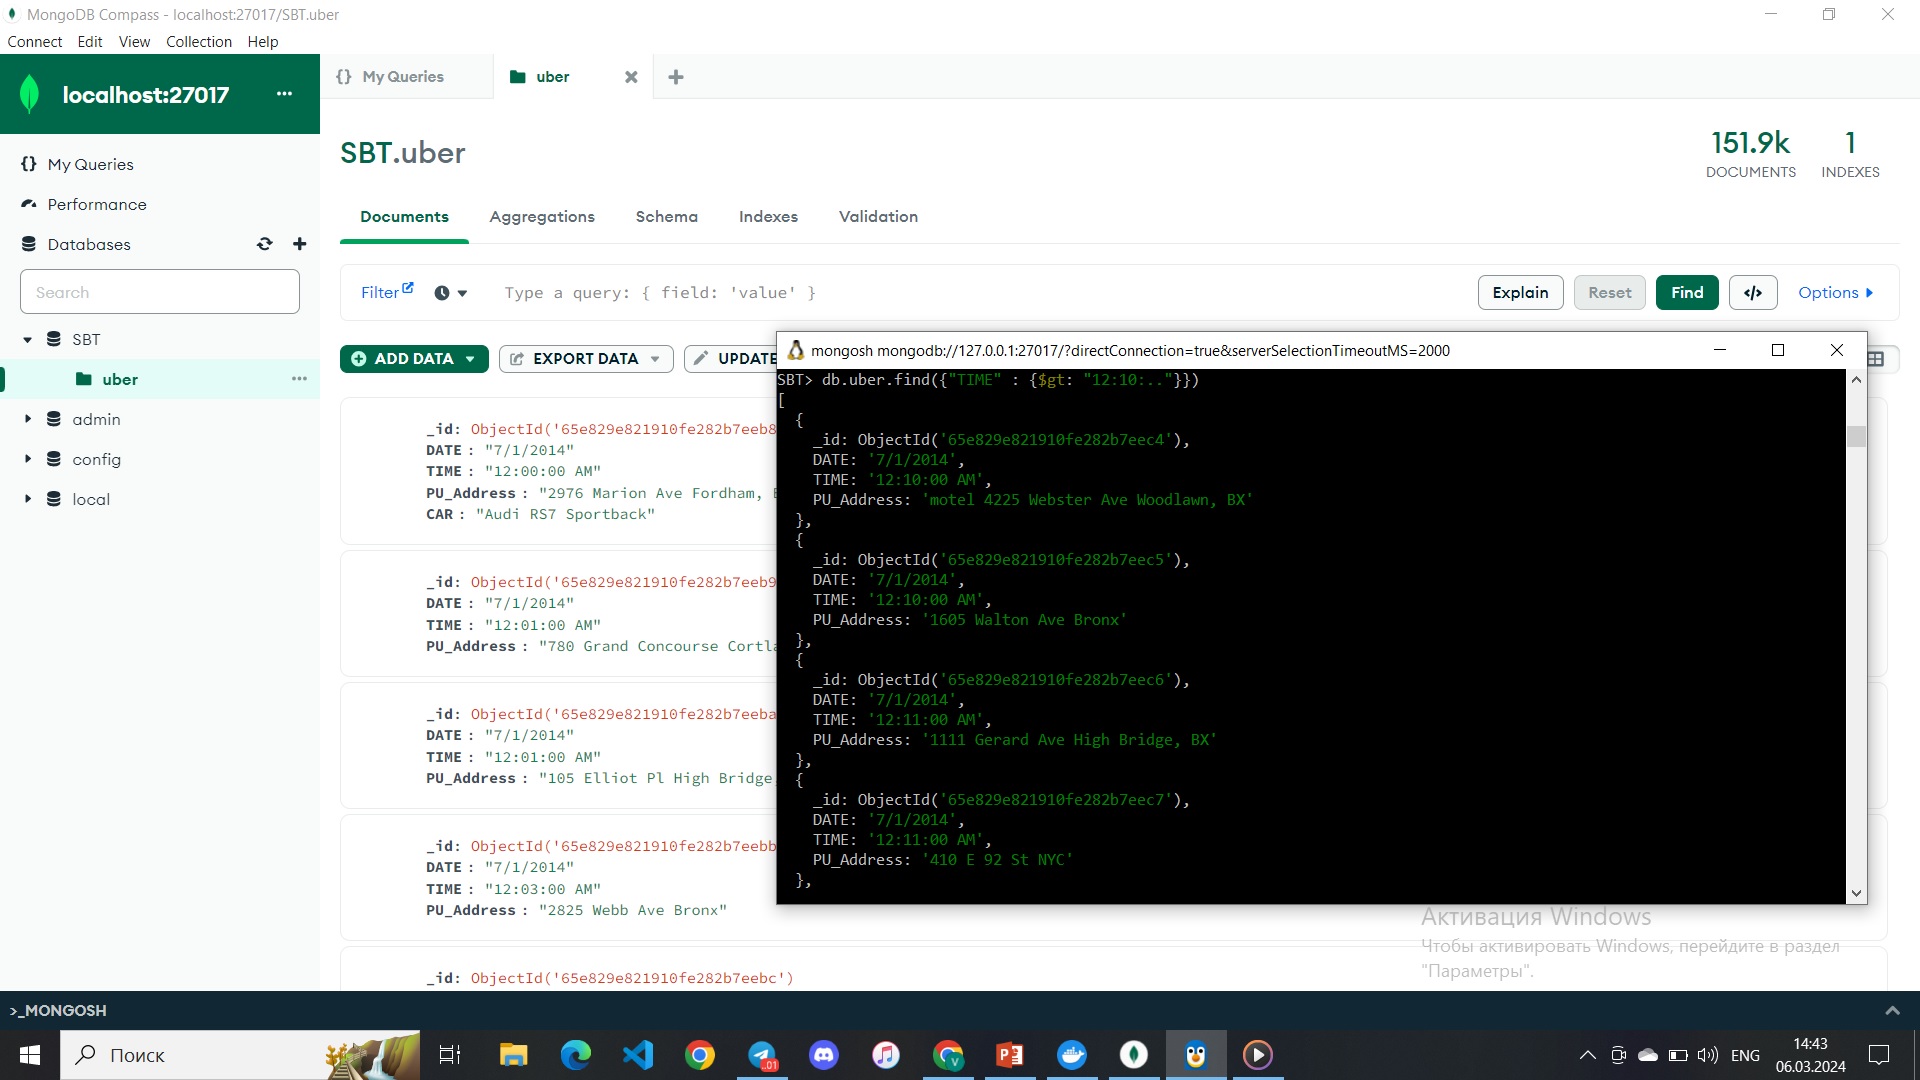 MongoDB Compass - localhost:27017/SBT.uber
Connect Edit View Collection Help
localhost:27017
My Queries
uber
My Queries
Performance
Databases
Search
SBT
uber
admin
config
local
SBT.uber
151.9k
DOCUMENTS
1
INDEXES
Documents Aggregations Schema Indexes Validation
Filter
Type a query: { field: 'value' }
Explain Reset Find </> Options
ADD DATA EXPORT DATA UPDATE
_id: ObjectId('65e829e821910fe282b7eeb8
DATE : "7/1/2014"
TIME : "12:00:00 AM"
PU_Address : "2976 Marion Ave Fordham,
CAR : "Audi RS7 Sportback"
_id: ObjectId('65e829e821910fe282b7eeb9
DATE : "7/1/2014"
TIME : "12:01:00 AM"
PU_Address : "780 Grand Concourse Cortla
_id: ObjectId('65e829e821910fe282b7eeba
DATE : "7/1/2014"
TIME : "12:01:00 AM"
PU_Address : "105 Elliot Pl High Bridge
_id: ObjectId('65e829e821910fe282b7eebb
DATE : "7/1/2014"
TIME : "12:03:00 AM"
PU_Address : "2825 Webb Ave Bronx"
_id: ObjectId('65e829e821910fe282b7eebc')
mongosh mongodb://127.0.0.1:27017/?directConnection=true&serverSelectionTimeoutMS=2000
SBT> db.uber.find({"TIME" : {$gt: "12:10:.."}})
[
{
_id: ObjectId('65e829e821910fe282b7eec4'),
DATE: '7/1/2014',
TIME: '12:10:00 AM',
PU_Address: 'motel 4225 Webster Ave Woodlawn, BX'
},
{
_id: ObjectId('65e829e821910fe282b7eec5'),
DATE: '7/1/2014',
TIME: '12:10:00 AM',
PU_Address: '1605 Walton Ave Bronx'
},
{
_id: ObjectId('65e829e821910fe282b7eec6'),
DATE: '7/1/2014',
TIME: '12:11:00 AM',
PU_Address: '1111 Gerard Ave High Bridge, BX'
},
{
_id: ObjectId('65e829e821910fe282b7eec7'),
DATE: '7/1/2014',
TIME: '12:11:00 AM',
PU_Address: '410 E 92 St NYC'
},
Активация Windows
Чтобы активировать Windows, перейдите в раздел
"Параметры".
>_MONGOSH
Поиск
..01
ENG
14:43
06.03.2024